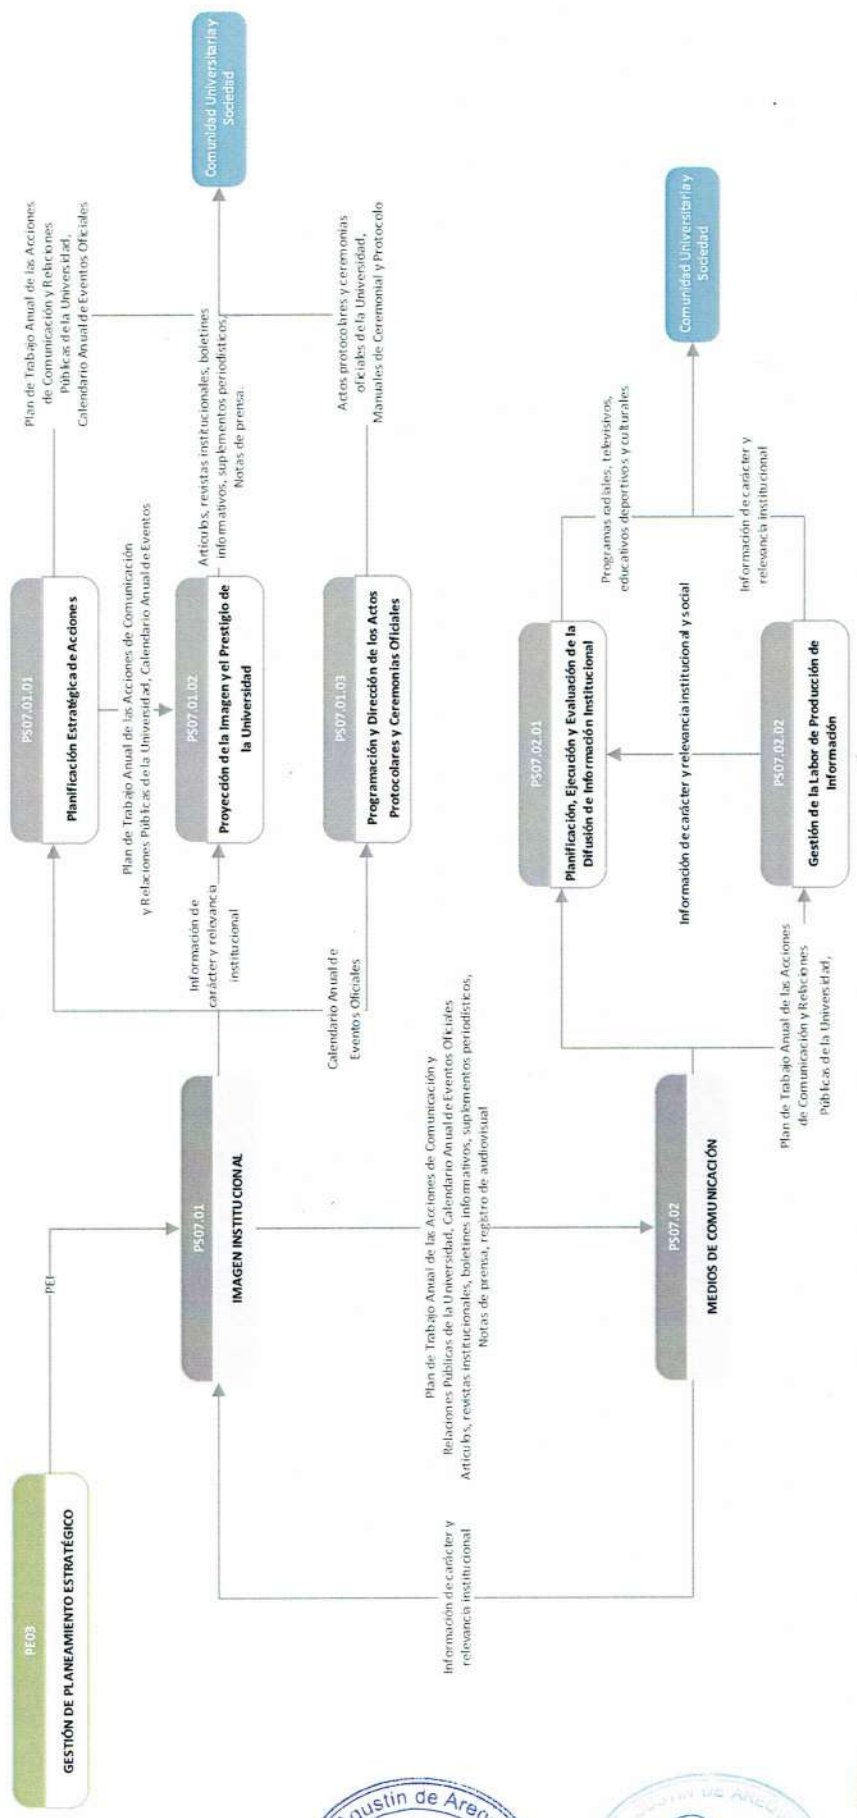 PE03
GESTIÓN DE PLANEAMIENTO ESTRATÉGICO
PEI
PS07.01
IMAGEN INSTITUCIONAL
Información de carácter y
relevancia institucional
Plan de Trabajo Anual de las Acciones de Comunicación y
Relaciones Públicas de la Universidad, Calendario Anual de Eventos Oficiales
Artículos, revistas institucionales, boletines informativos, suplementos periodísticos,
Notas de prensa, registro de audiovisual
PS07.02
MEDIOS DE COMUNICACIÓN
Información de
carácter y relevancia
institucional
Calendario Anual de
Eventos Oficiales
PS07.01.01
Planificación Estratégica de Acciones
Plan de Trabajo Anual de las Acciones de Comunicación
y Relaciones Públicas de la Universidad, Calendario Anual de Eventos
PS07.01.02
Proyección de la Imagen y el Prestigio de
la Universidad
PS07.01.03
Programación y Dirección de los Actos
Protocolares y Ceremonias Oficiales
Plan de Trabajo Anual de las Acciones
de Comunicación y Relaciones
Públicas de la Universidad,
Calendario Anual de Eventos Oficiales
Artículos, revistas institucionales, boletines
informativos, suplementos periodísticos,
Notas de prensa.
Actos protocolares y ceremonias
oficiales de la Universidad,
Manuales de Ceremonial y Protocolo
Comunidad Universitaria y
Sociedad
Plan de Trabajo Anual de las Acciones
de Comunicación y Relaciones
Públicas de la Universidad,
PS07.02.01
Planificación, Ejecución y Evaluación de la
Difusión de Información Institucional
Información de carácter y relevancia institucional y social
PS07.02.02
Gestión de la Labor de Producción de
Información
Programas radiales, televisivos,
educativos deportivos y culturales
Información de carácter y
relevancia institucional
Comunidad Universitaria y
Sociedad
gustín de Areq
GUSTIN DE AREQ